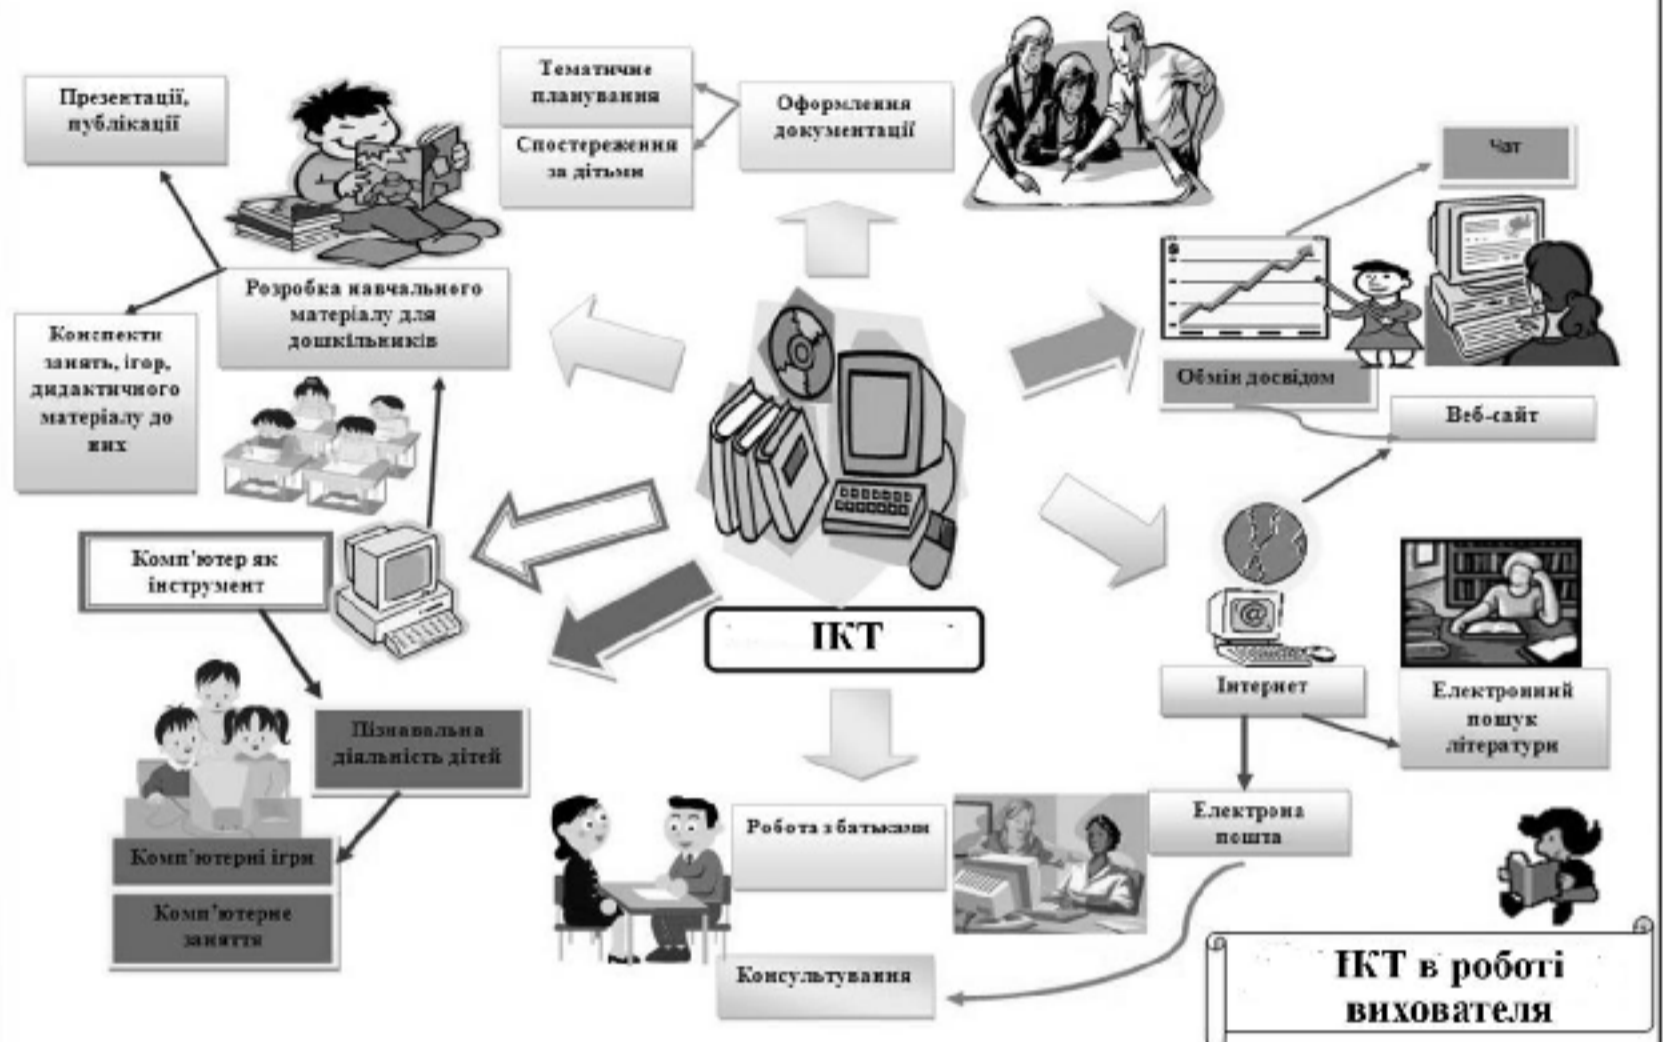 Тематичне
планування
Спостереження
за дітьми
Оформлення
документації
Презентації,
публікації
Чат
Розробка навчального
матеріалу для
дошкільників
Конспекти
занять, ігор,
дидактичного
матеріалу до
них
Обмін досвідом
Веб-сайт
Комп'ютер як
інструмент
ІКТ
Інтернет
Електронний
пошук
літератури
Пізнавальна
діяльність дітей
Робота з батьками
Електрона
пошта
Комп'ютерні ігри
Комп'ютерне
заняття
Консультування
ІКТ в роботі
вихователя